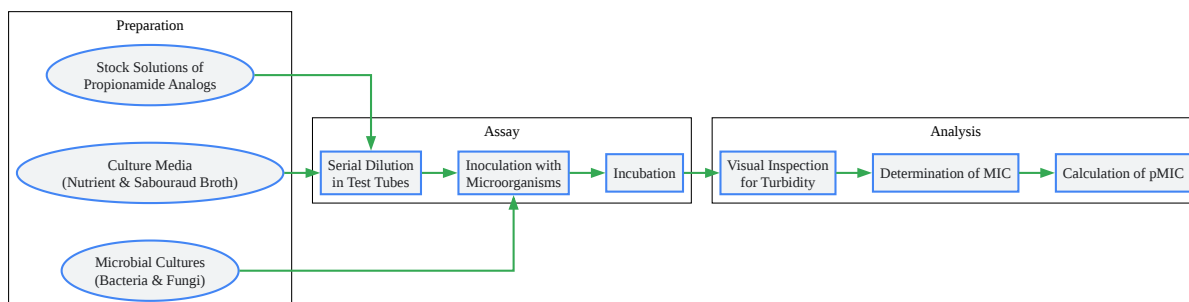 Preparation
Stock Solutions of
Propionamide Analogs
Culture Media
(Nutrient & Sabouraud Broth)
Microbial Cultures
(Bacteria & Fungi)
Assay
Serial Dilution
in Test Tubes
Inoculation with
Microorganisms
Incubation
Analysis
Visual Inspection
for Turbidity
Determination of MIC
Calculation of pMIC